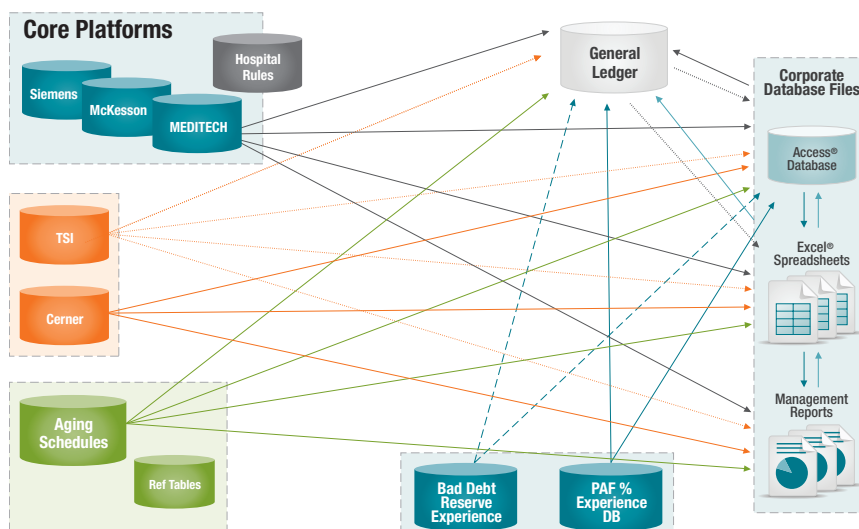 Core Platforms
Hospital
Rules
Siemens
McKesson
MEDITECH
General
Ledger
Corporate
Database Files
Access®
Database
TSI
Excel®
Spreadsheets
Cerner
Management
Reports
Aging
Schedules
Ref Tables
Bad Debt
Reserve
Experience
PAF %
Experience
DB